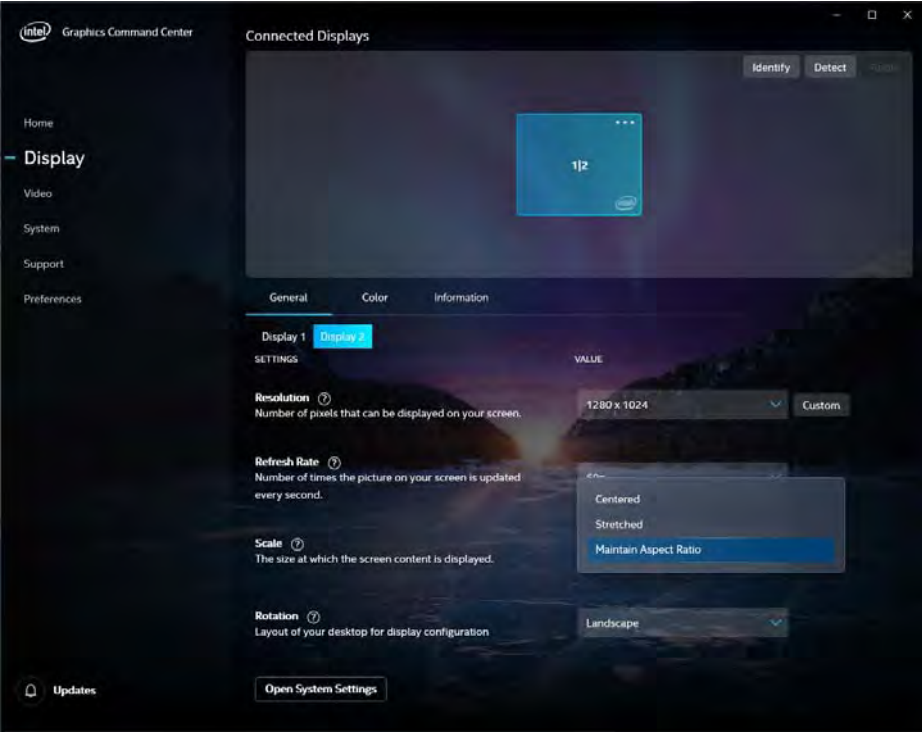 intel Graphics Command Center
Connected Displays
Identify Detect
1|2
intel
Home
Display
Video
System
Support
Preferences
General Color Information
Display 1 Display 2
SETTINGS VALUE
Resolution ?
Number of pixels that can be displayed on your screen.
1280 x 1024 Custom
Refresh Rate ?
Number of times the picture on your screen is updated
every second.
Centered
Stretched
Maintain Aspect Ratio
Scale ?
The size at which the screen content is displayed.
Rotation ?
Layout of your desktop for display configuration
Landscape
Updates
Open System Settings